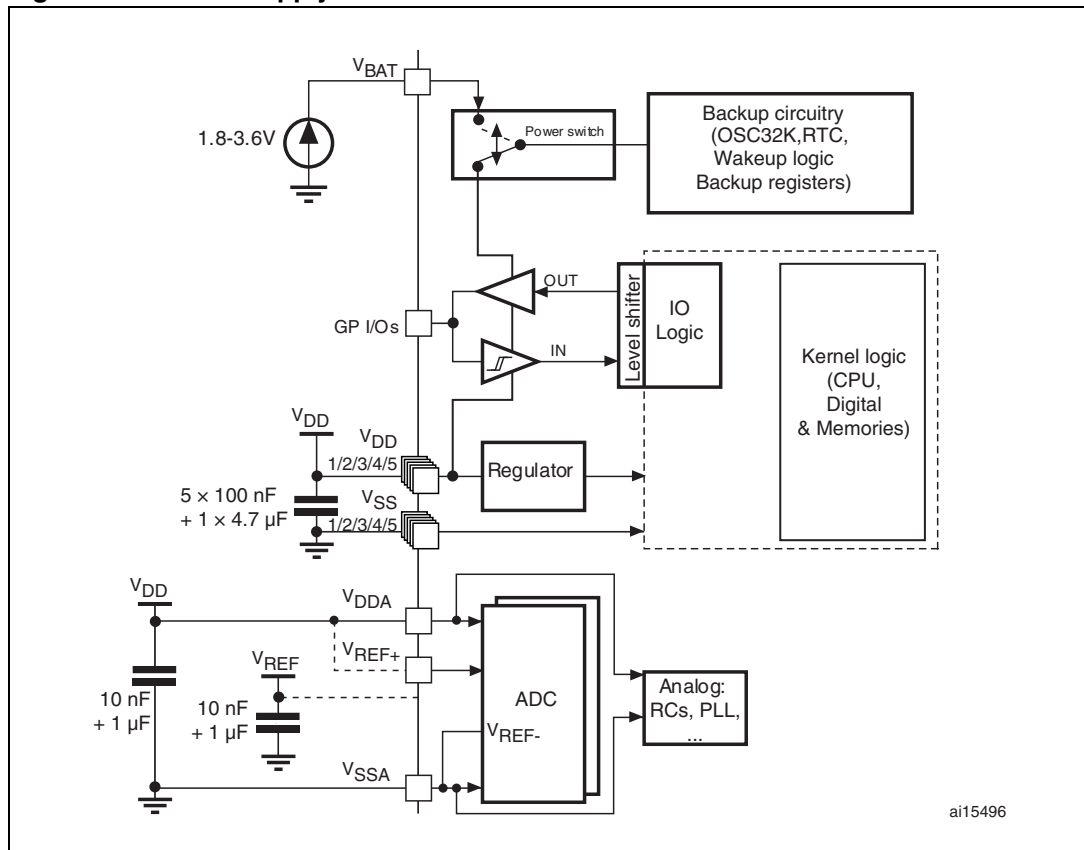 VBAT
1.8-3.6V
Power switch
Backup circuitry
(OSC32K,RTC,
Wakeup logic
Backup registers)
OUT
GP I/Os
IN
Level shifter
IO
Logic
Kernel logic
(CPU,
Digital
& Memories)
VDD
VDD
1/2/3/4/5
Regulator
5 × 100 nF
+ 1 × 4.7 µF
VSS
1/2/3/4/5
VDD
VDDA
VREF+
VREF
10 nF
+ 1 µF
10 nF
+ 1 µF
ADC
VREF-
Analog:
RCs, PLL,
...
VSSA
ai15496